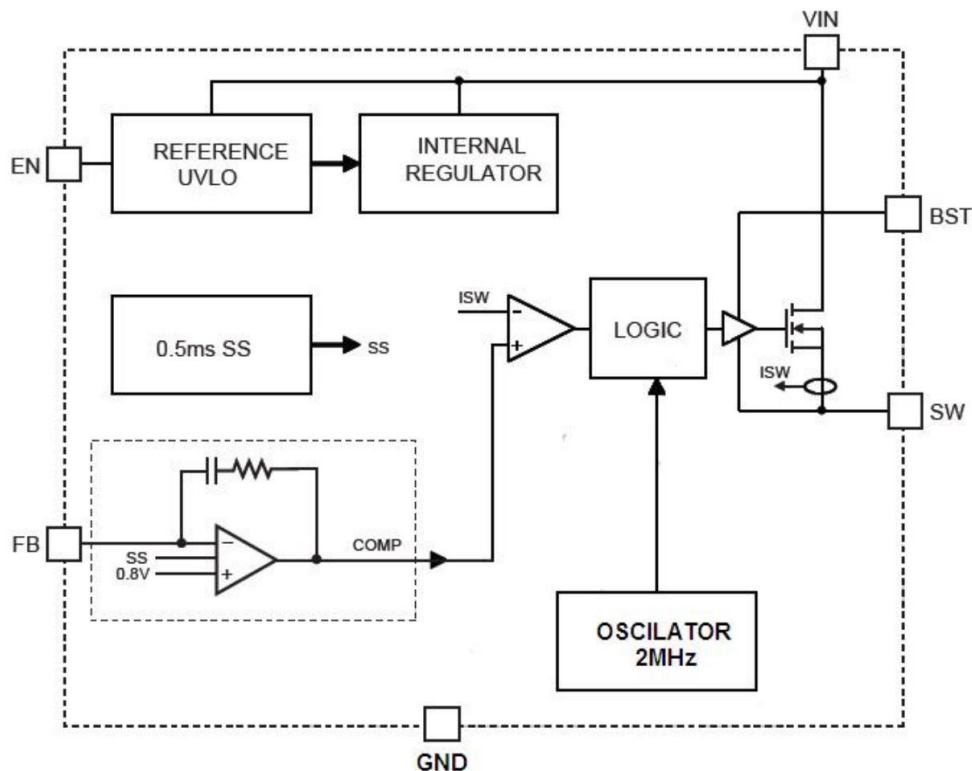 VIN
EN
REFERENCE
UVLO
INTERNAL
REGULATOR
BST
ISW
-
+
LOGIC
0.5ms SS
SS
ISW
SW
FB
-
SS
0.8V
+
COMP
OSCILATOR
2MHz
GND